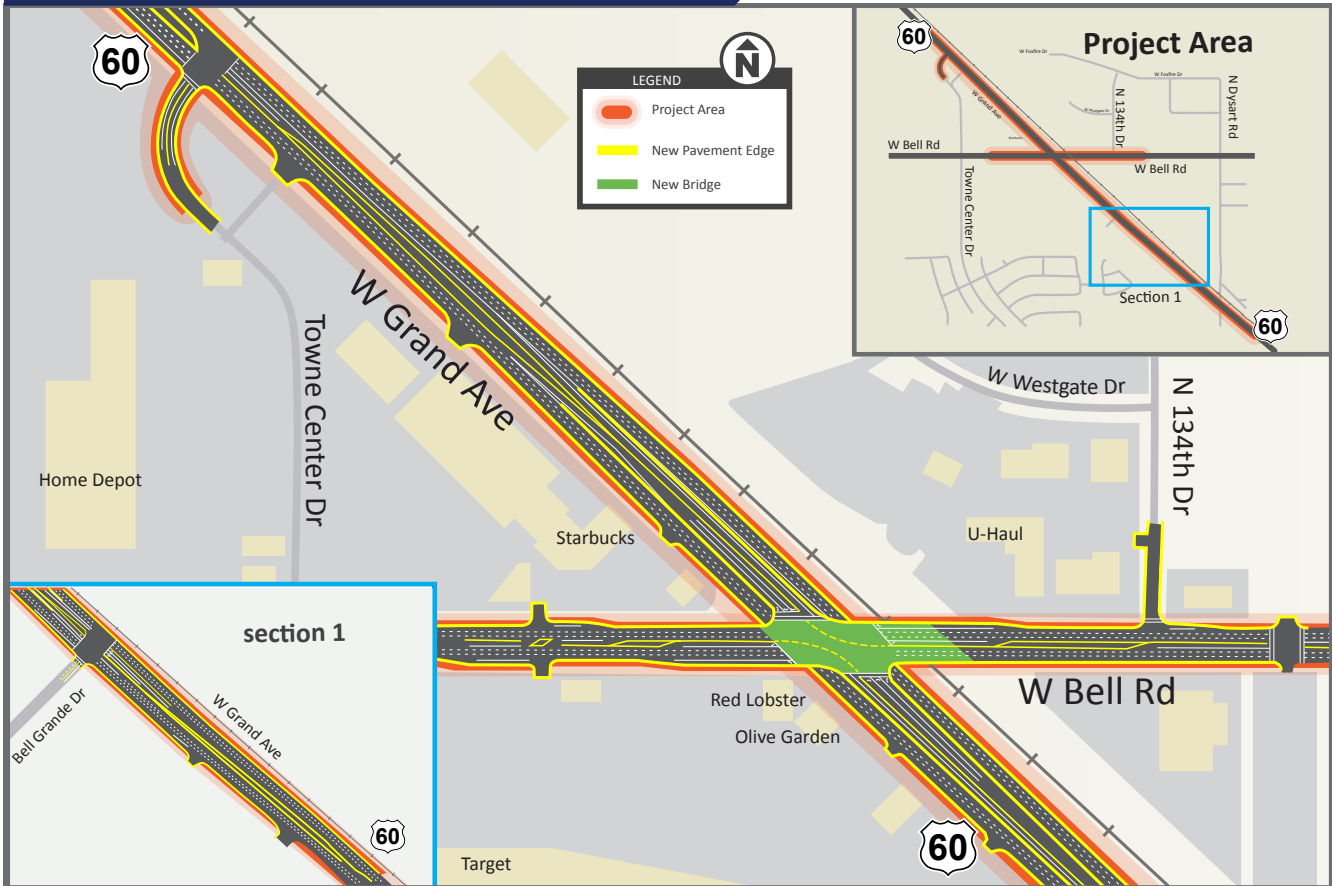 60
LEGEND
N
Project Area
New Pavement Edge
New Bridge
Project Area
60
W Foxfire Dr
W Foxfire Dr
N Dysart Rd
N 134th Dr
W Westgate Dr
W Grand Ave
W Bell Rd
W Bell Rd
Towne Center Dr
Section 1
60
W Grand Ave
Towne Center Dr
Home Depot
Starbucks
W Westgate Dr
N 134th Dr
U-Haul
W Bell Rd
Red Lobster
Olive Garden
60
Target
section 1
W Grand Ave
Bell Grande Dr
60